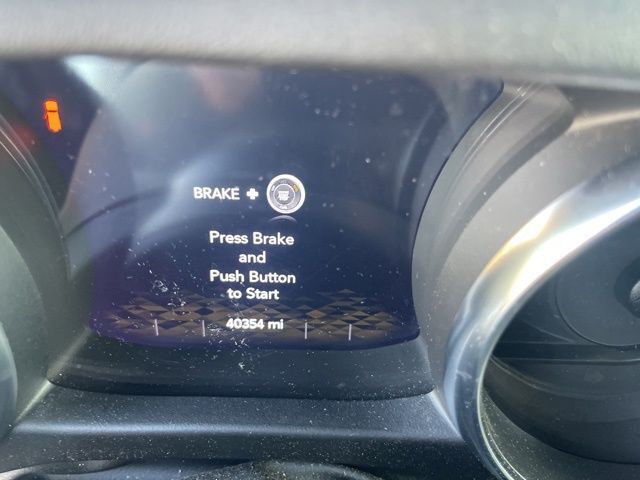 BRAKE +
Press Brake
and
Push Button
to Start
40354 mi